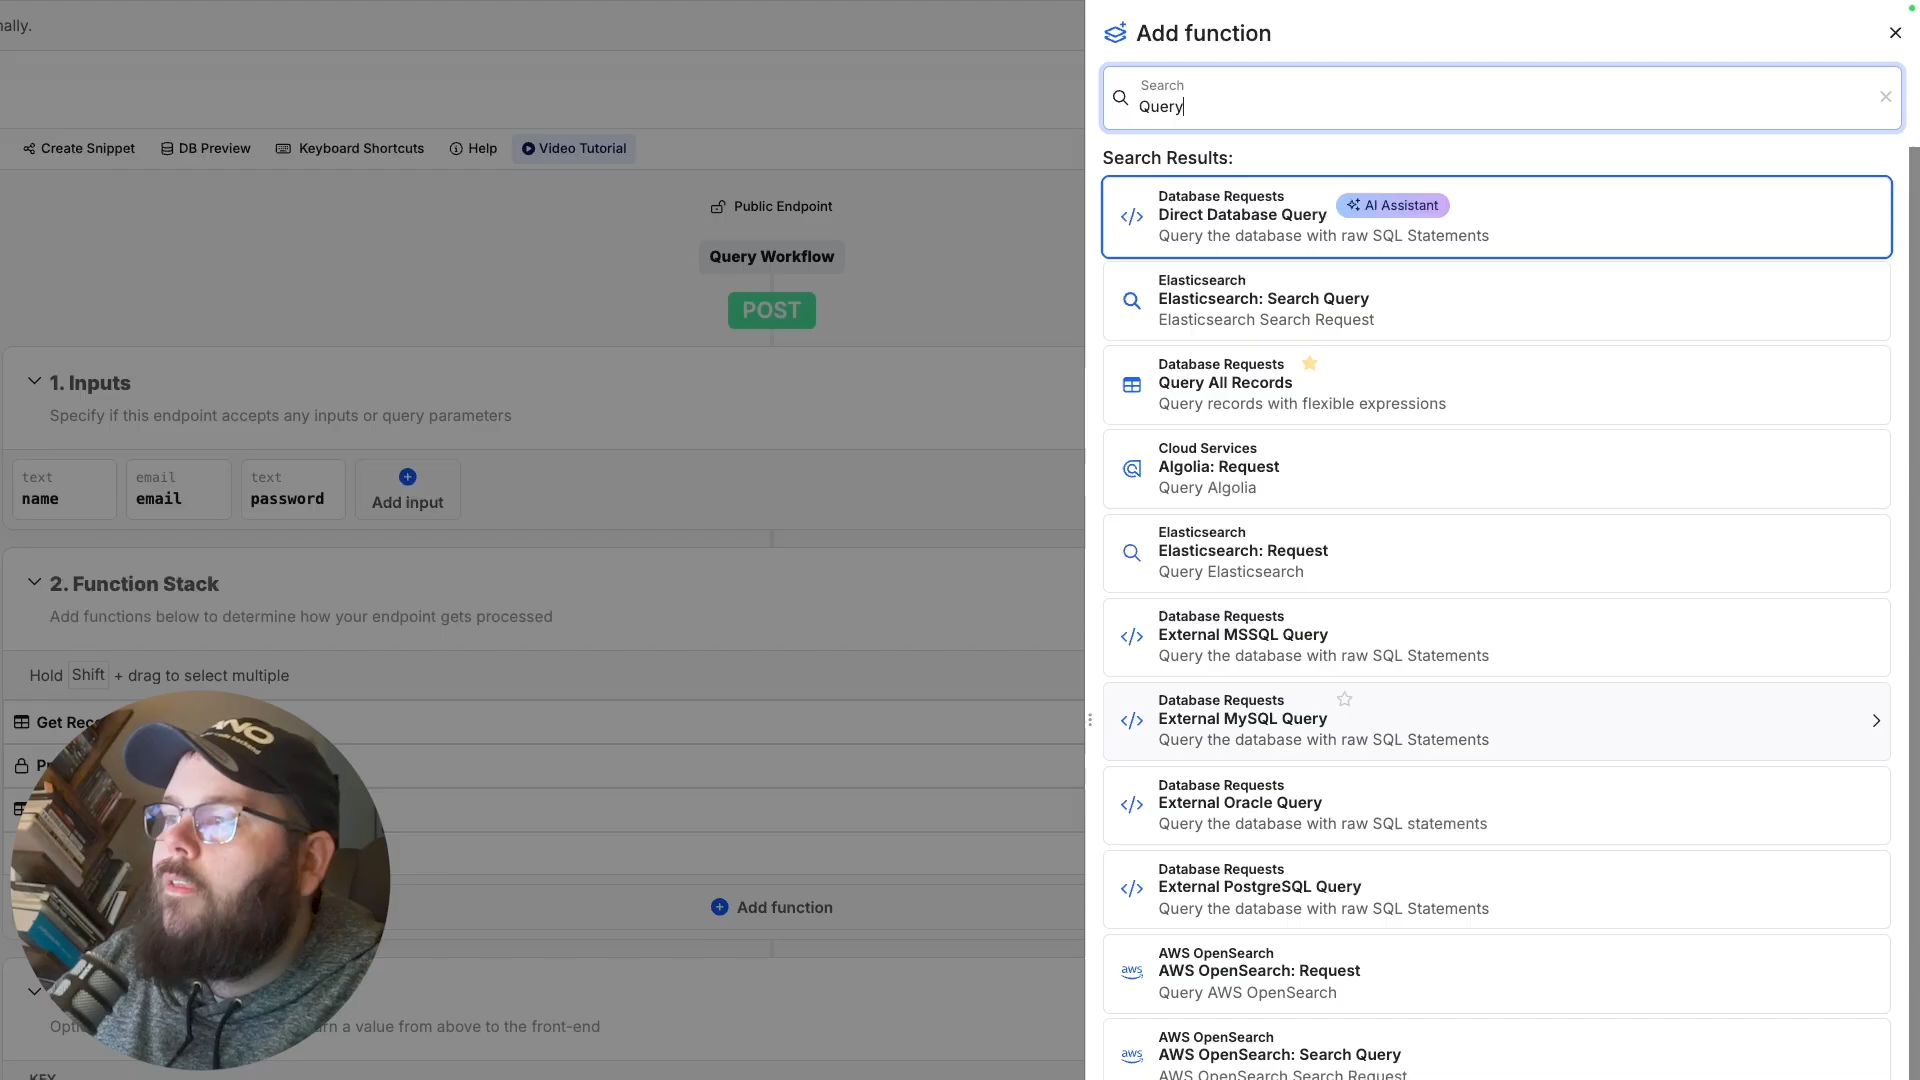 nally.
Create Snippet
DB Preview
Keyboard Shortcuts
Help
Video Tutorial
Public Endpoint
Query Workflow
POST
1. Inputs
Specify if this endpoint accepts any inputs or query parameters
text
name
email
email
text
password
Add input
2. Function Stack
Add functions below to determine how your endpoint gets processed
Hold Shift + drag to select multiple
Get Reco
Pr
Add function
Opti
rn a value from above to the front-end
KEY
Add function
Search
Query
Search Results:
Database Requests
Direct Database Query
AI Assistant
Query the database with raw SQL Statements
Elasticsearch
Elasticsearch: Search Query
Elasticsearch Search Request
Database Requests
Query All Records
Query records with flexible expressions
Cloud Services
Algolia: Request
Query Algolia
Elasticsearch
Elasticsearch: Request
Query Elasticsearch
Database Requests
External MSSQL Query
Query the database with raw SQL Statements
Database Requests
External MySQL Query
Query the database with raw SQL Statements
Database Requests
External Oracle Query
Query the database with raw SQL statements
Database Requests
External PostgreSQL Query
Query the database with raw SQL Statements
aws
AWS OpenSearch
AWS OpenSearch: Request
Query AWS OpenSearch
aws
AWS OpenSearch
AWS OpenSearch: Search Query
AWS OpenSearch Search Request